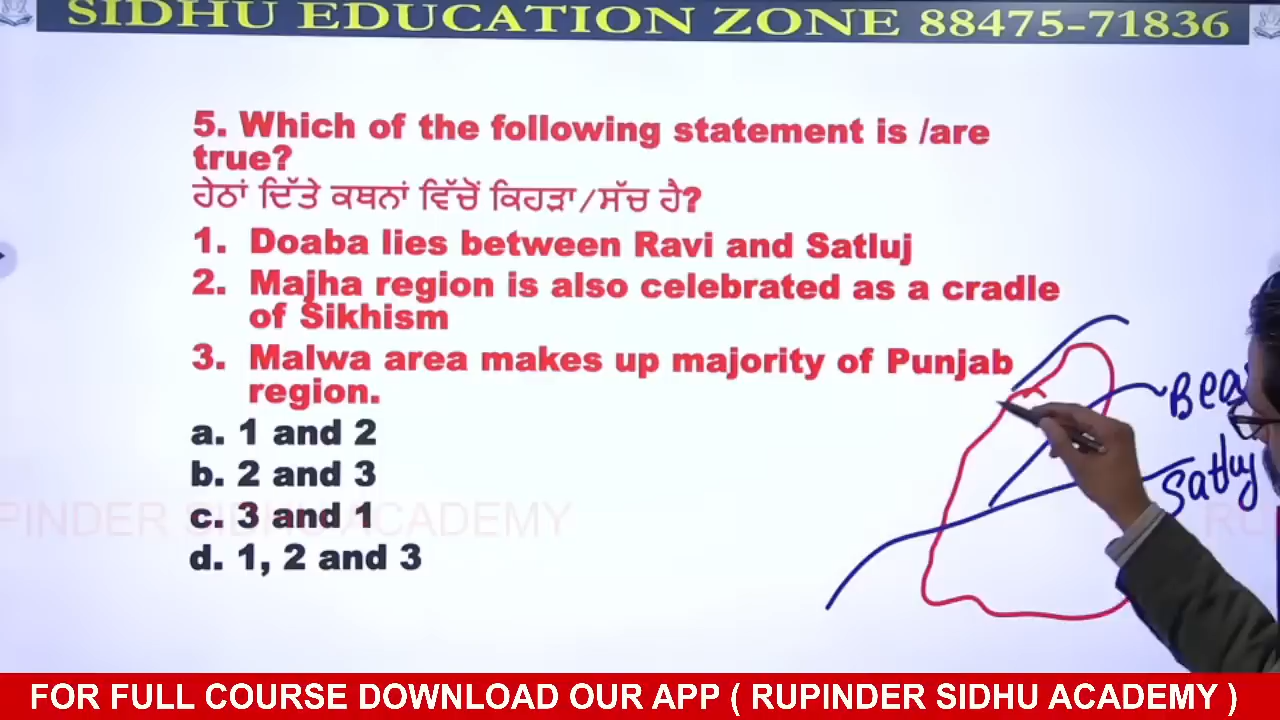 SIDHU EDUCATION ZONE 88475-71836
5. Which of the following statement is /are
true?
ਹੇਠਾਂ ਦਿੱਤੇ ਕਥਨਾਂ ਵਿੱਚੋਂ ਕਿਹੜਾ/ਸੱਚ ਹੈ?
1. Doaba lies between Ravi and Satluj
2. Majha region is also celebrated as a cradle
of Sikhism
3. Malwa area makes up majority of Punjab
region.
a. 1 and 2
b. 2 and 3
c. 3 and 1
d. 1, 2 and 3
Satluj
PINDER SIDHU ACADEMY
FOR FULL COURSE DOWNLOAD OUR APP ( RUPINDER SIDHU ACADEMY )